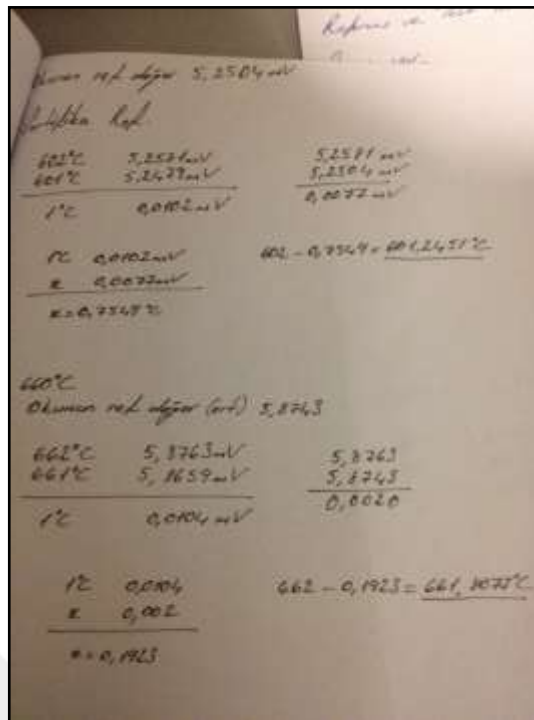 Okunan ref değer 5,2504 mV
Sertifika Ref
602°C 5,2581 mV 5,2581 mV
601°C 5,2479 mV 5,2504 mV
1°C 0,0102 mV 0,0077 mV
1°C 0,0102 mV 602 - 0,7549 = 601,2451°C
x 0,0077 mV
x = 0,7549°C
660°C
Okunan ref değer (ort) 5,8743
662°C 5,8763 mV 5,8763
661°C 5,8659 mV 5,8743
1°C 0,0104 mV 0,0020
1°C 0,0104 662 - 0,1923 = 661,8077°C
x 0,002
x = 0,1923